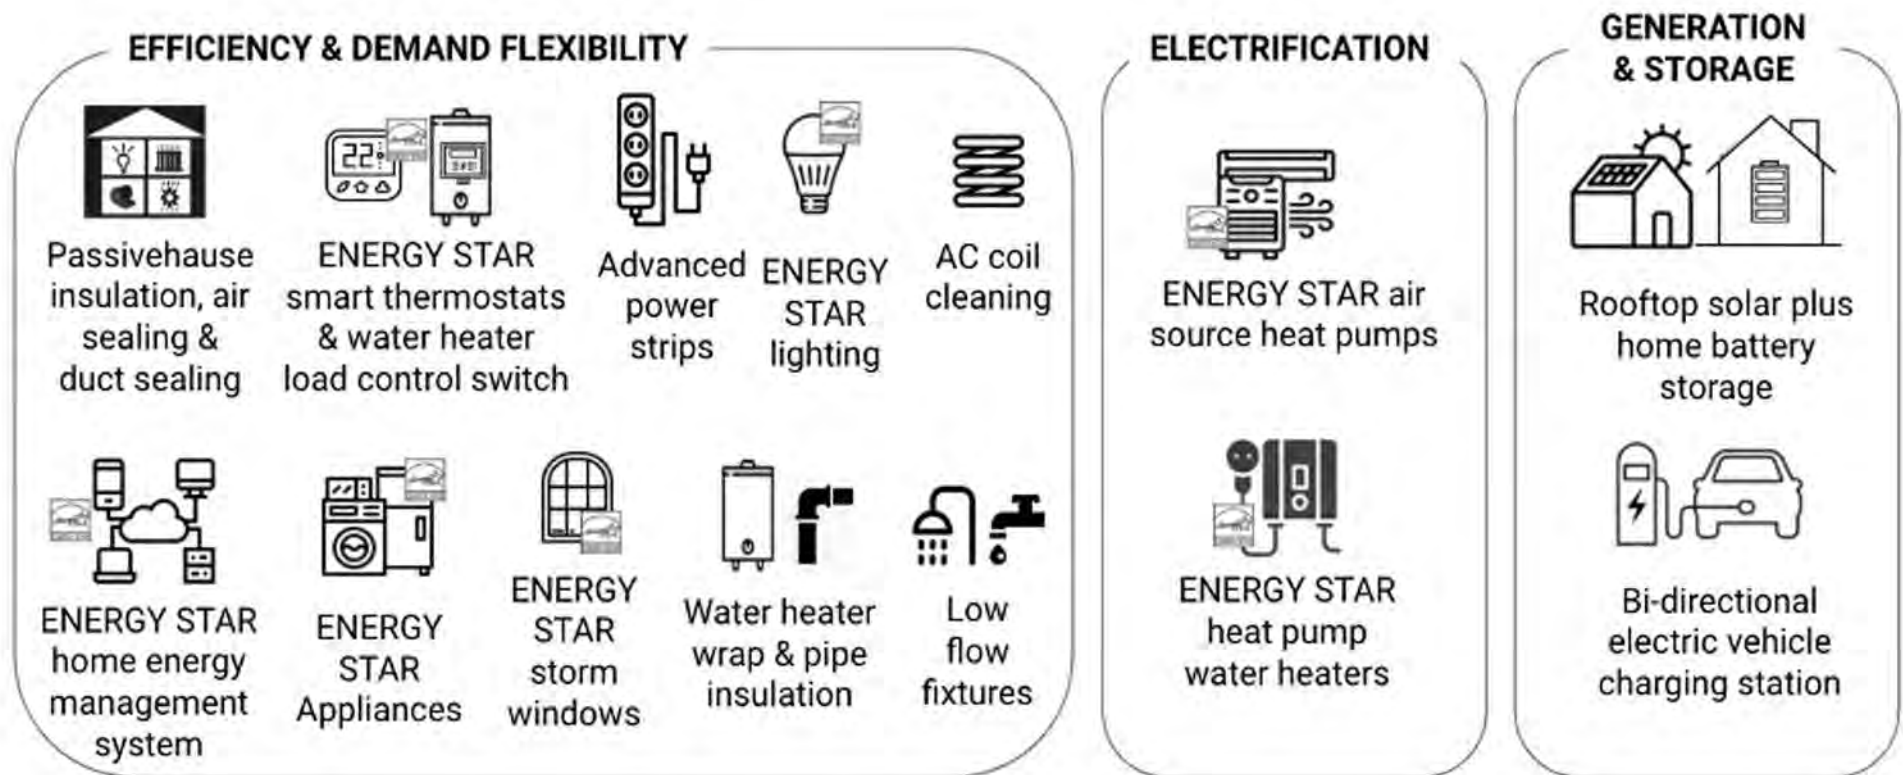 EFFICIENCY & DEMAND FLEXIBILITY
Passivehause
insulation, air
sealing &
duct sealing
22
ENERGY STAR
smart thermostats
& water heater
load control switch
Advanced
power
strips
ENERGY
STAR
lighting
AC coil
cleaning
ENERGY STAR
home energy
management
system
ENERGY
STAR
Appliances
ENERGY
STAR
storm
windows
Water heater
wrap & pipe
insulation
Low
flow
fixtures
ELECTRIFICATION
ENERGY STAR air
source heat pumps
ENERGY STAR
heat pump
water heaters
GENERATION
& STORAGE
Rooftop solar plus
home battery
storage
Bi-directional
electric vehicle
charging station